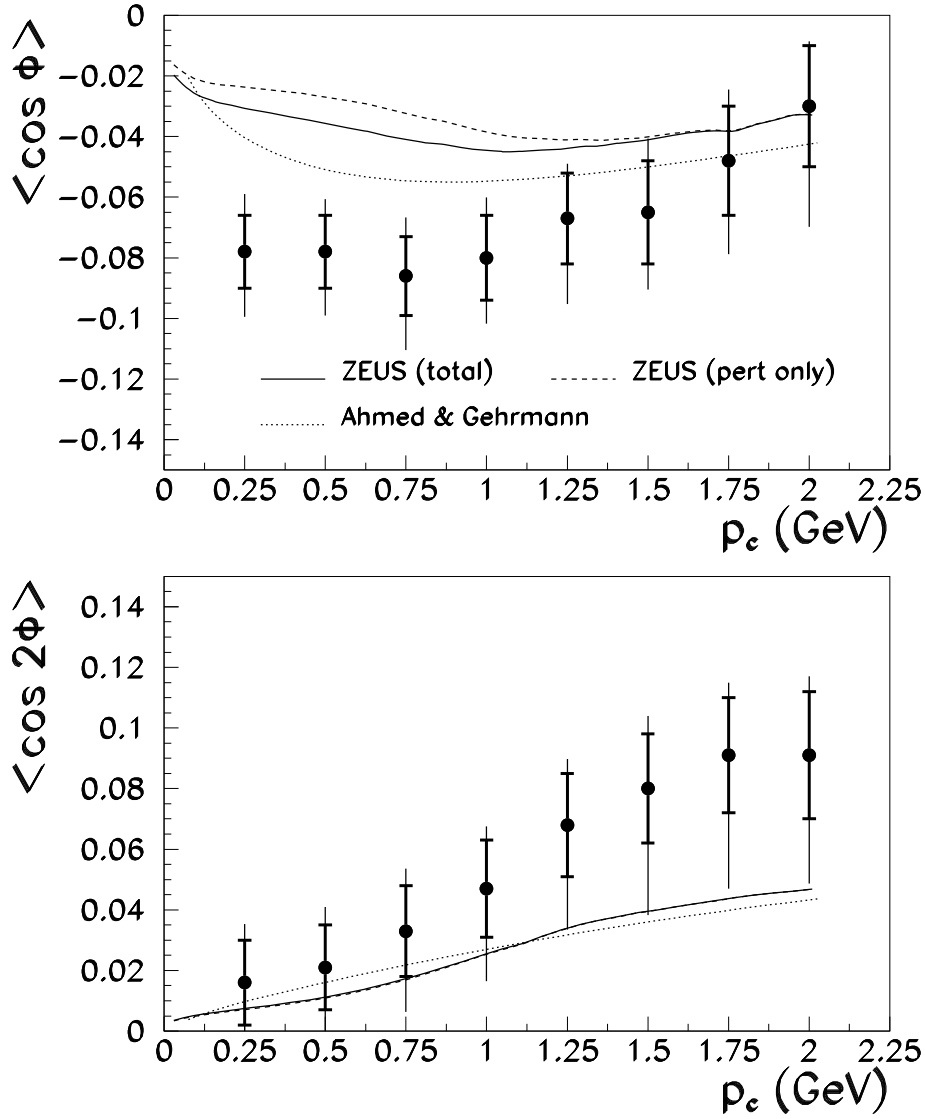 <cos ϕ>
0
−0.02
−0.04
−0.06
−0.08
−0.1
−0.12
−0.14
ZEUS (total) ZEUS (pert only)
Ahmed & Gehrmann
0 0.25 0.5 0.75 1 1.25 1.5 1.75 2 2.25
p_c (GeV)
<cos 2ϕ>
0.14
0.12
0.1
0.08
0.06
0.04
0.02
0
0 0.25 0.5 0.75 1 1.25 1.5 1.75 2 2.25
p_c (GeV)